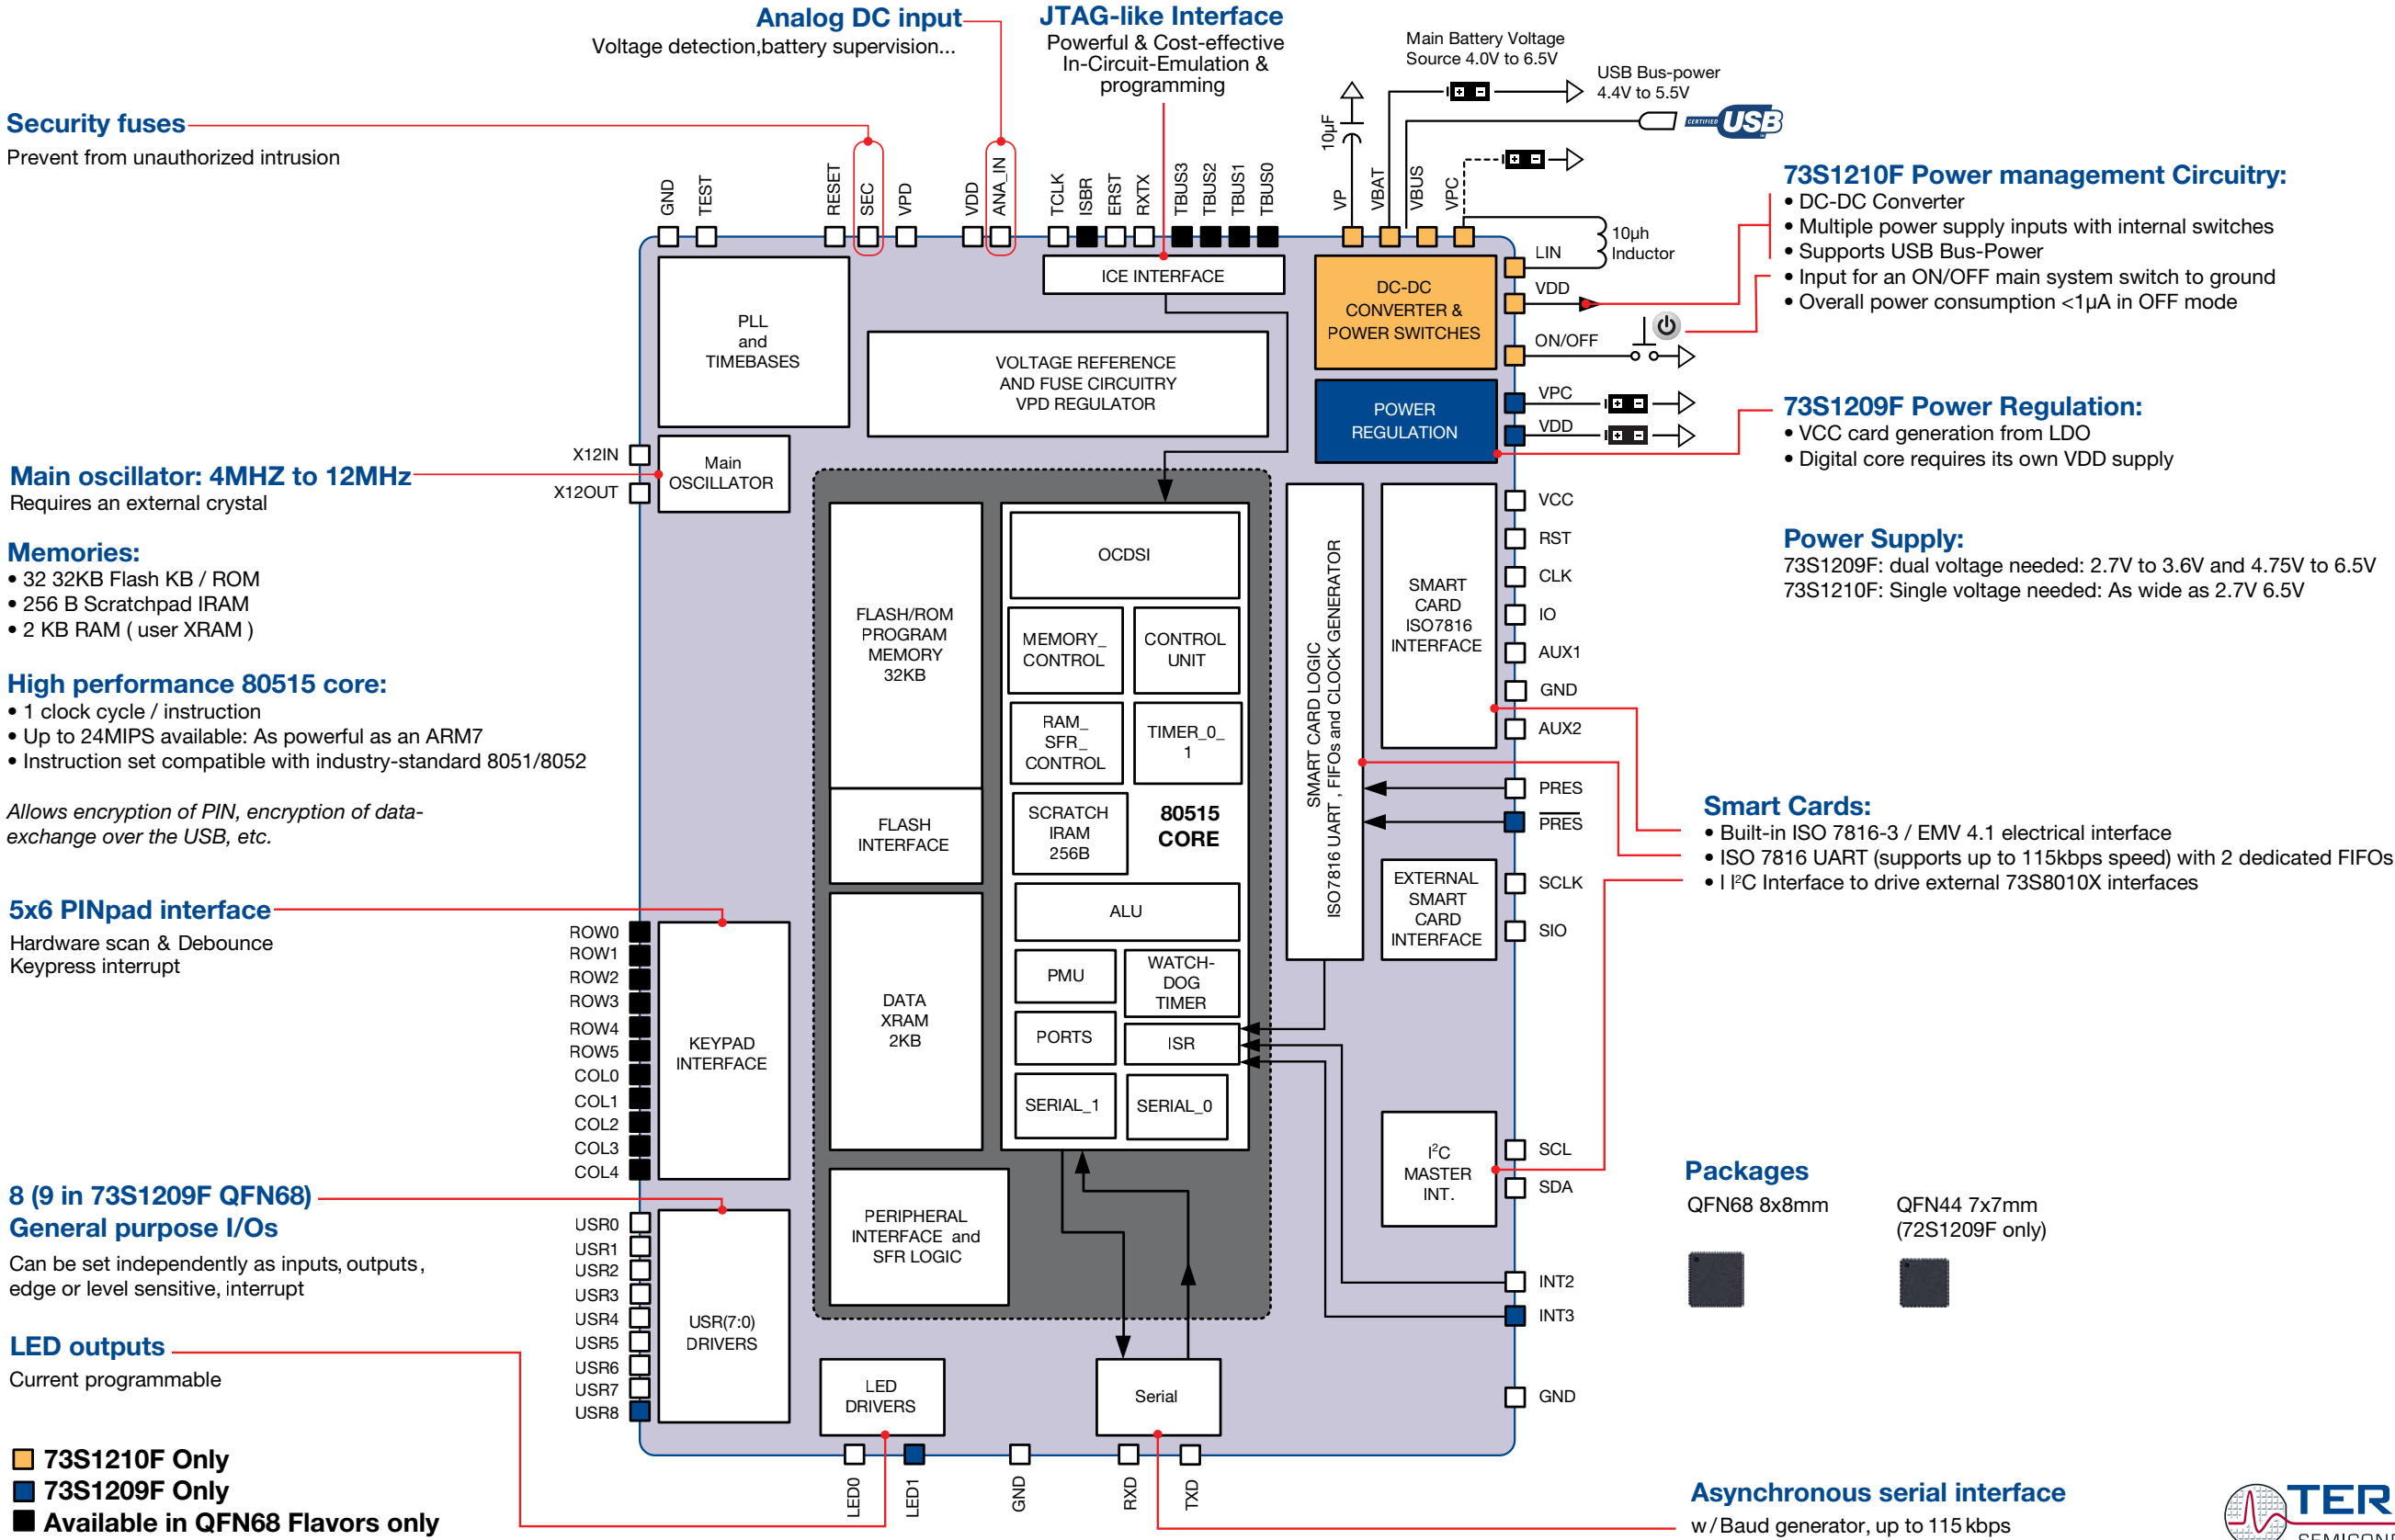 Analog DC input
Voltage detection,battery supervision...
JTAG-like Interface
Powerful & Cost-effective
In-Circuit-Emulation &
programming
Main Battery Voltage
Source 4.0V to 6.5V
USB Bus-power
4.4V to 5.5V
CERTIFIED USB
10µF
Security fuses
Prevent from unauthorized intrusion
GND
TEST
RESET
SEC
VPD
VDD
ANA_IN
TCLK
ISBR
ERST
RXTX
TBUS3
TBUS2
TBUS1
TBUS0
VP
VBAT
VBUS
VPC
LIN
10µh
Inductor
VDD
ON/OFF
VPC
VDD
73S1210F Power management Circuitry:
• DC-DC Converter
• Multiple power supply inputs with internal switches
• Supports USB Bus-Power
• Input for an ON/OFF main system switch to ground
• Overall power consumption <1µA in OFF mode
73S1209F Power Regulation:
• VCC card generation from LDO
• Digital core requires its own VDD supply
Power Supply:
73S1209F: dual voltage needed: 2.7V to 3.6V and 4.75V to 6.5V
73S1210F: Single voltage needed: As wide as 2.7V 6.5V
PLL
and
TIMEBASES
ICE INTERFACE
VOLTAGE REFERENCE
AND FUSE CIRCUITRY
VPD REGULATOR
DC-DC
CONVERTER &
POWER SWITCHES
POWER
REGULATION
X12IN
X12OUT
Main
OSCILLATOR
Main oscillator: 4MHZ to 12MHz
Requires an external crystal
Memories:
• 32 32KB Flash KB / ROM
• 256 B Scratchpad IRAM
• 2 KB RAM ( user XRAM )
High performance 80515 core:
• 1 clock cycle / instruction
• Up to 24MIPS available: As powerful as an ARM7
• Instruction set compatible with industry-standard 8051/8052
Allows encryption of PIN, encryption of data-
exchange over the USB, etc.
5x6 PINpad interface
Hardware scan & Debounce
Keypress interrupt
FLASH/ROM
PROGRAM
MEMORY
32KB
FLASH
INTERFACE
DATA
XRAM
2KB
PERIPHERAL
INTERFACE and
SFR LOGIC
OCDSI
MEMORY_
CONTROL
CONTROL
UNIT
RAM_
SFR_
CONTROL
TIMER_0_
1
SCRATCH
IRAM
256B
80515
CORE
ALU
PMU
WATCH-
DOG
TIMER
PORTS
ISR
SERIAL_1
SERIAL_0
SMART CARD LOGIC
ISO7816 UART , FIFOs and CLOCK GENERATOR
SMART
CARD
ISO7816
INTERFACE
EXTERNAL
SMART
CARD
INTERFACE
I²C
MASTER
INT.
VCC
RST
CLK
IO
AUX1
GND
AUX2
PRES
PRES
SCLK
SIO
SCL
SDA
INT2
INT3
GND
Smart Cards:
• Built-in ISO 7816-3 / EMV 4.1 electrical interface
• ISO 7816 UART (supports up to 115kbps speed) with 2 dedicated FIFOs
• I I²C Interface to drive external 73S8010X interfaces
Packages
QFN68 8x8mm
QFN44 7x7mm
(72S1209F only)
ROW0
ROW1
ROW2
ROW3
ROW4
ROW5
COL0
COL1
COL2
COL3
COL4
KEYPAD
INTERFACE
8 (9 in 73S1209F QFN68)
General purpose I/Os
Can be set independently as inputs, outputs,
edge or level sensitive, interrupt
USR0
USR1
USR2
USR3
USR4
USR5
USR6
USR7
USR8
USR(7:0)
DRIVERS
LED outputs
Current programmable
LED
DRIVERS
Serial
LED0
LED1
GND
RXD
TXD
73S1210F Only
73S1209F Only
Available in QFN68 Flavors only
Asynchronous serial interface
w/Baud generator, up to 115 kbps
TER